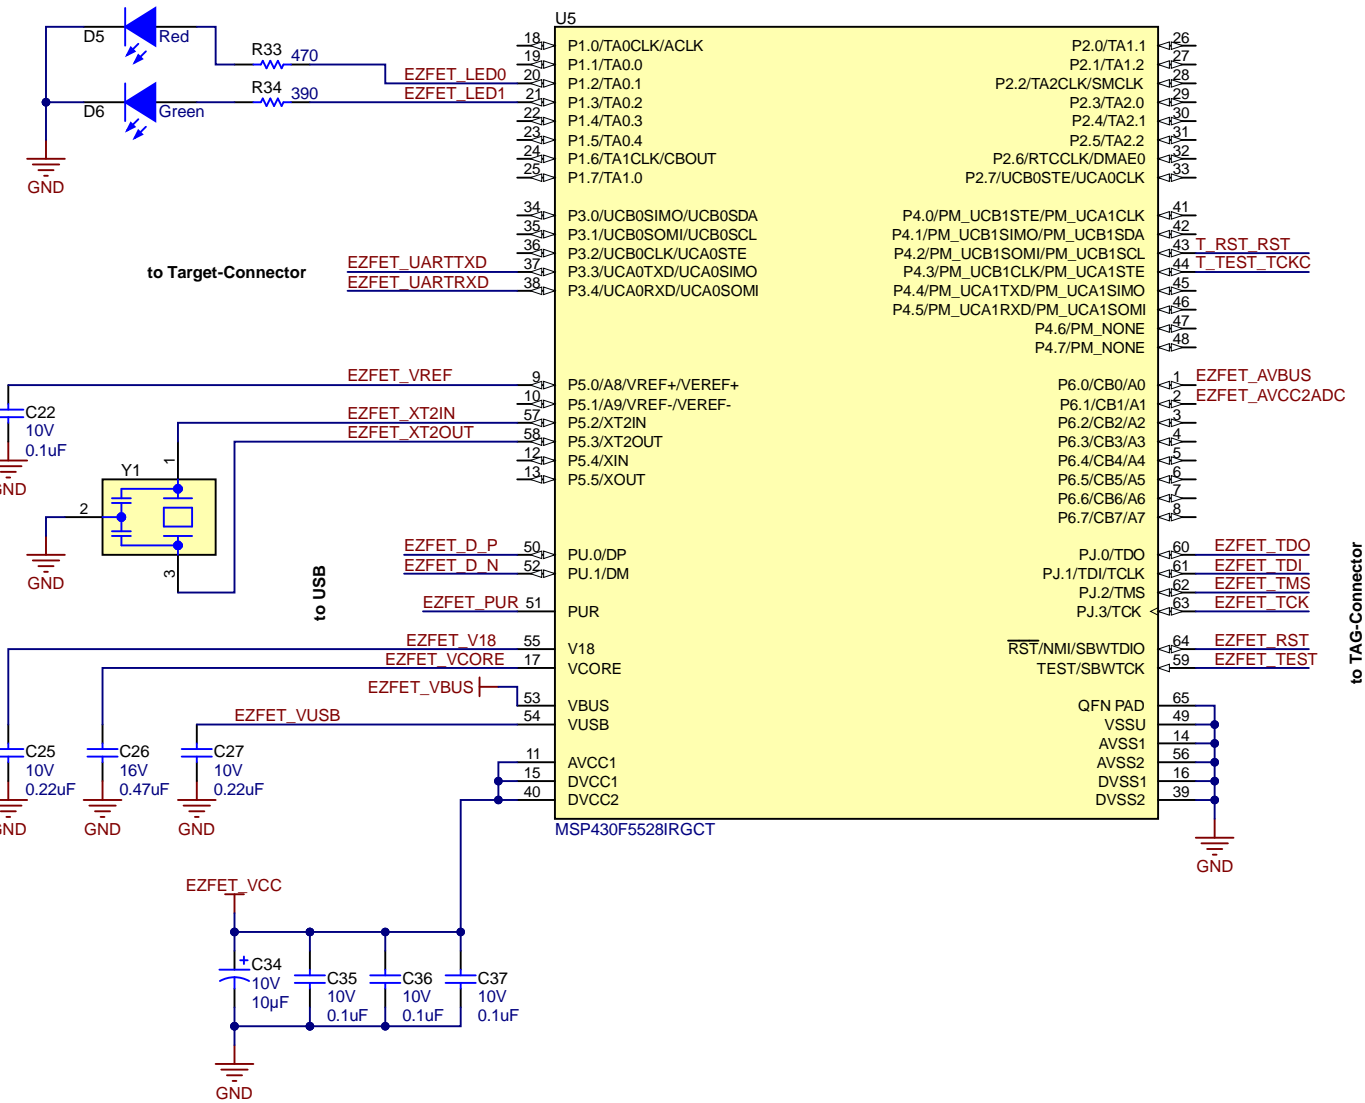 U5
D5
Red
R33
470
EZFET_LED0
D6
Green
R34
390
EZFET_LED1
GND
18 P1.0/TA0CLK/ACLK
19 P1.1/TA0.0
20 P1.2/TA0.1
21 P1.3/TA0.2
22 P1.4/TA0.3
23 P1.5/TA0.4
24 P1.6/TA1CLK/CBOUT
25 P1.7/TA1.0
P2.0/TA1.1 26
P2.1/TA1.2 27
P2.2/TA2CLK/SMCLK 28
P2.3/TA2.0 29
P2.4/TA2.1 30
P2.5/TA2.2 31
P2.6/RTCCLK/DMAE0 32
P2.7/UCB0STE/UCA0CLK 33
34 P3.0/UCB0SIMO/UCB0SDA
35 P3.1/UCB0SOMI/UCB0SCL
36 P3.2/UCB0CLK/UCA0STE
to Target-Connector
EZFET_UARTTXD 37 P3.3/UCA0TXD/UCA0SIMO
EZFET_UARTRXD 38 P3.4/UCA0RXD/UCA0SOMI
P4.0/PM_UCB1STE/PM_UCA1CLK 41
P4.1/PM_UCB1SIMO/PM_UCB1SDA 42
P4.2/PM_UCB1SOMI/PM_UCB1SCL 43 T_RST_RST
P4.3/PM_UCB1CLK/PM_UCA1STE 44 T_TEST_TCKC
P4.4/PM_UCA1TXD/PM_UCA1SIMO 45
P4.5/PM_UCA1RXD/PM_UCA1SOMI 46
P4.6/PM_NONE 47
P4.7/PM_NONE 48
EZFET_VREF 9 P5.0/A8/VREF+/VEREF+
10 P5.1/A9/VREF-/VEREF-
EZFET_XT2IN 57 P5.2/XT2IN
EZFET_XT2OUT 58 P5.3/XT2OUT
12 P5.4/XIN
13 P5.5/XOUT
P6.0/CB0/A0 1 EZFET_AVBUS
P6.1/CB1/A1 2 EZFET_AVCC2ADC
P6.2/CB2/A2 3
P6.3/CB3/A3 4
P6.4/CB4/A4 5
P6.5/CB5/A5 6
P6.6/CB6/A6 7
P6.7/CB7/A7 8
C22
10V
0.1uF
GND
Y1
1
2
3
GND
to USB
EZFET_D_P 50 PU.0/DP
EZFET_D_N 52 PU.1/DM
EZFET_PUR 51 PUR
EZFET_V18 55 V18
EZFET_VCORE 17 VCORE
EZFET_VBUS 53 VBUS
EZFET_VUSB 54 VUSB
11 AVCC1
15 DVCC1
40 DVCC2
PJ.0/TDO 60 EZFET_TDO
PJ.1/TDI/TCLK 61 EZFET_TDI
PJ.2/TMS 62 EZFET_TMS
PJ.3/TCK 63 EZFET_TCK
RST/NMI/SBWTDIO 64 EZFET_RST
TEST/SBWTCK 59 EZFET_TEST
to TAG-Connector
QFN PAD 65
VSSU 49
AVSS1 14
AVSS2 56
DVSS1 16
DVSS2 39
GND
MSP430F5528IRGCT
C25
10V
0.22uF
GND
C26
16V
0.47uF
GND
C27
10V
0.22uF
GND
EZFET_VCC
+ C34
10V
10µF
C35
10V
0.1uF
C36
10V
0.1uF
C37
10V
0.1uF
GND